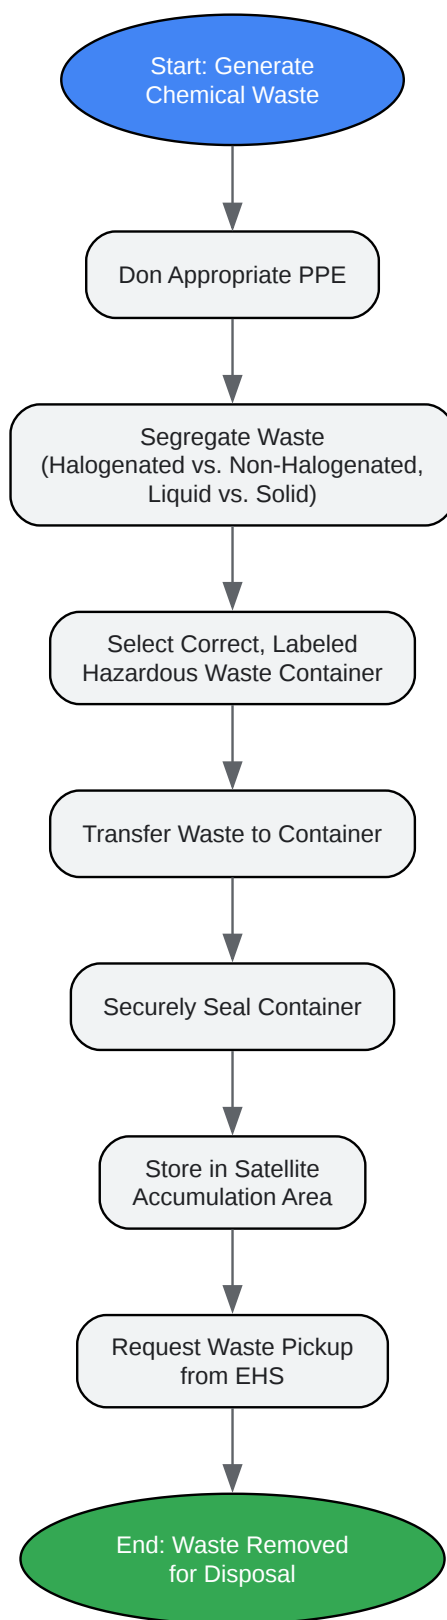 Start: Generate
Chemical Waste
Don Appropriate PPE
Segregate Waste
(Halogenated vs. Non-Halogenated,
Liquid vs. Solid)
Select Correct, Labeled
Hazardous Waste Container
Transfer Waste to Container
Securely Seal Container
Store in Satellite
Accumulation Area
Request Waste Pickup
from EHS
End: Waste Removed
for Disposal